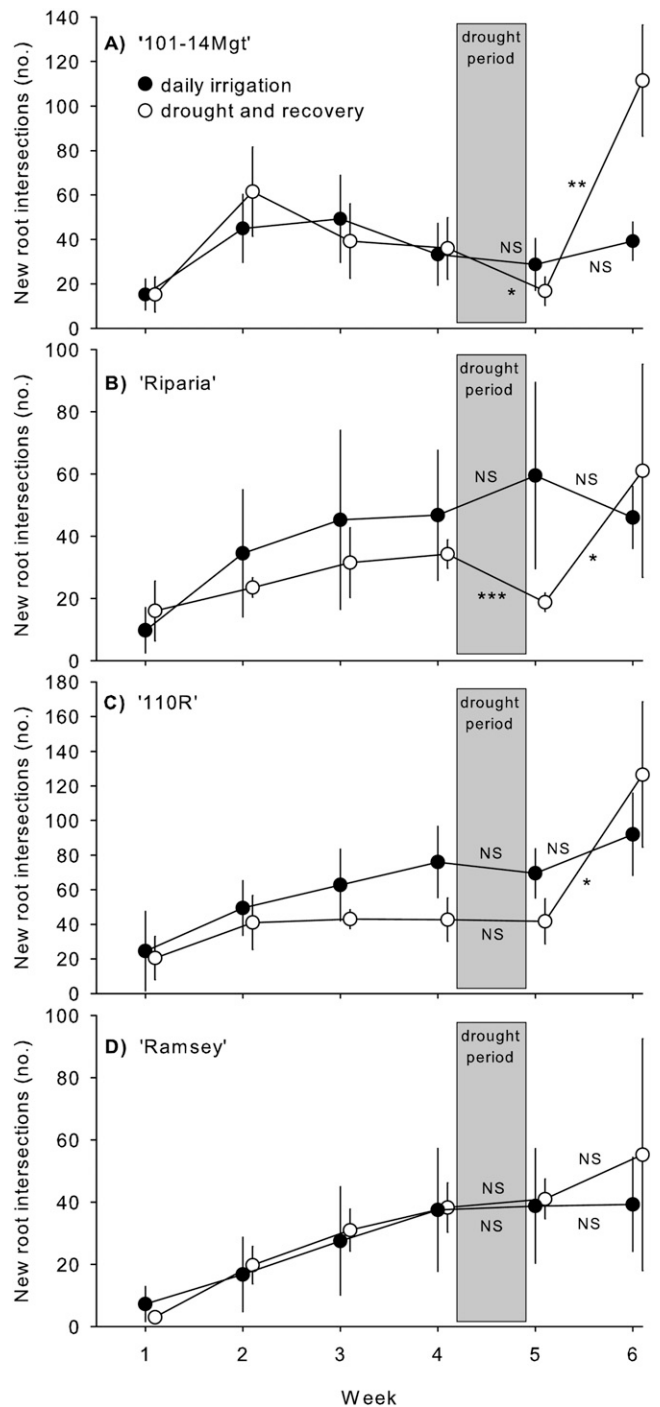 A) '101-14Mgt'
daily irrigation
drought and recovery
drought
period
New root intersections (no.)
140
120
100
80
60
40
20
0
**
NS
NS
*
B) 'Riparia'
drought
period
New root intersections (no.)
100
80
60
40
20
0
NS
NS
*
***
C) '110R'
drought
period
New root intersections (no.)
180
160
140
120
100
80
60
40
20
0
NS
NS
*
NS
D) 'Ramsey'
drought
period
New root intersections (no.)
100
80
60
40
20
0
NS
NS
NS
NS
1 2 3 4 5 6
Week